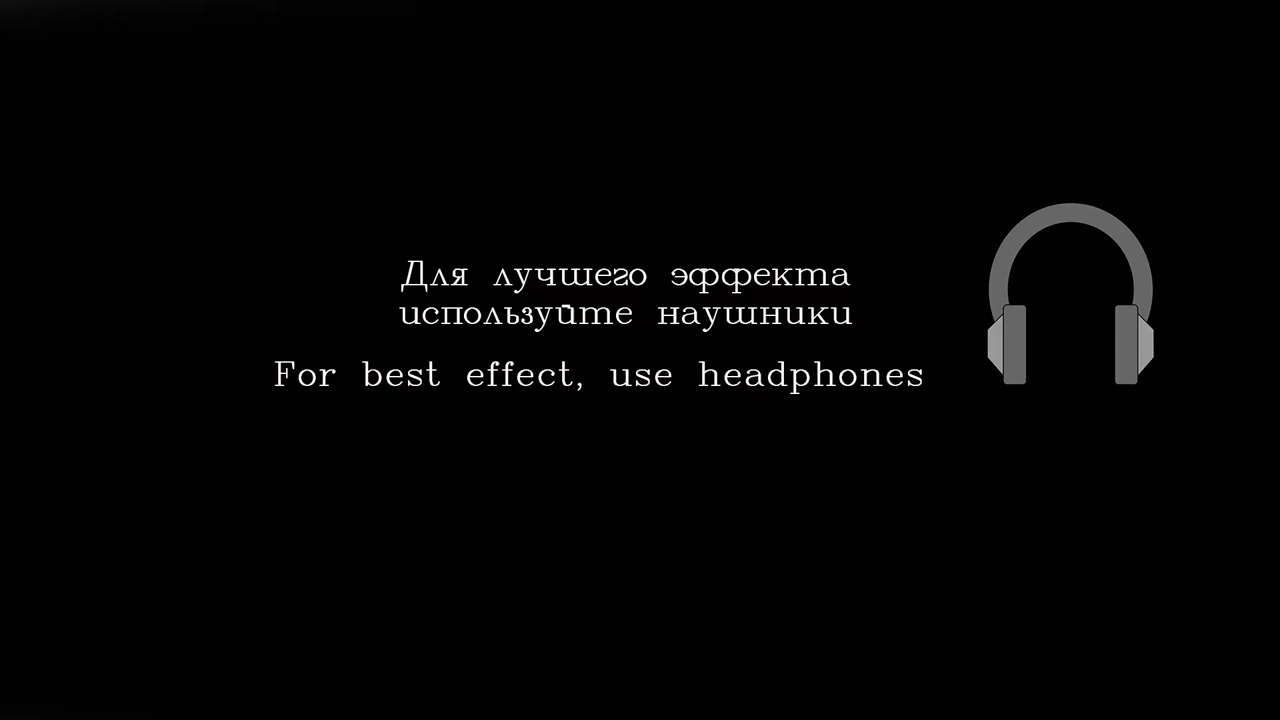 Для лучшего эффекта
используйте наушники
For best effect, use headphones